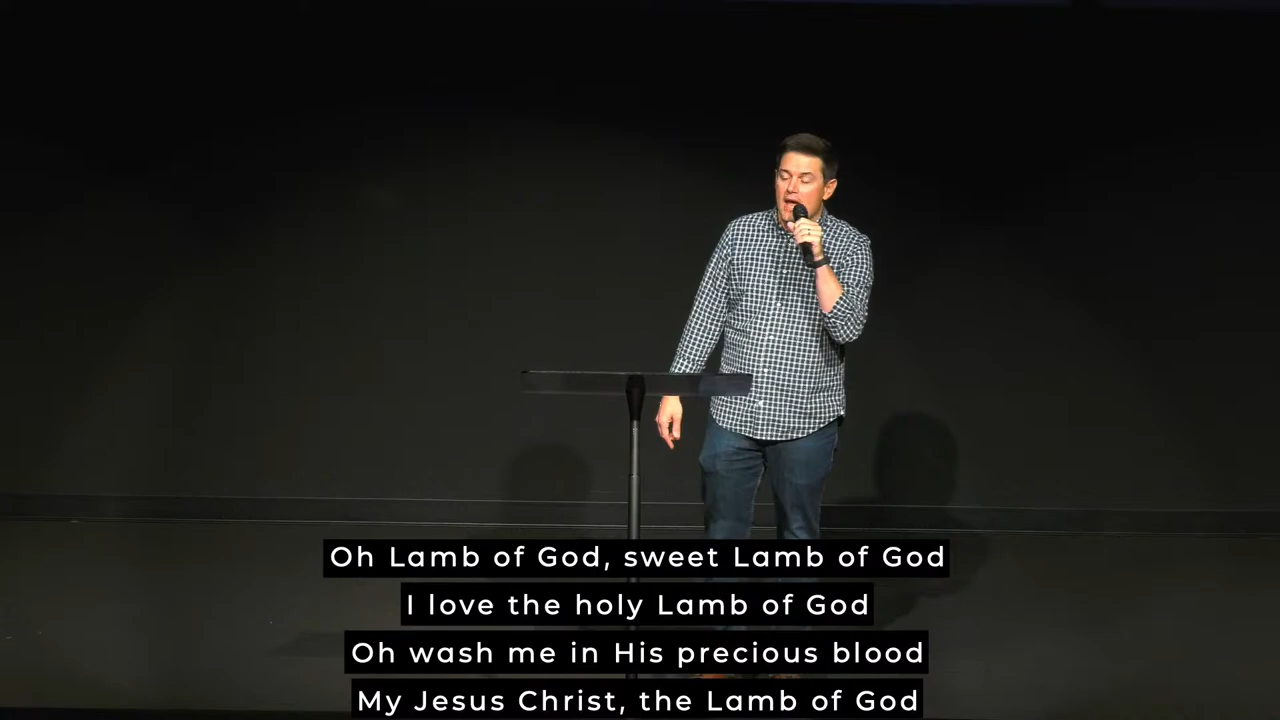 Oh Lamb of God, sweet Lamb of God
I love the holy Lamb of God
Oh wash me in His precious blood
My Jesus Christ, the Lamb of God